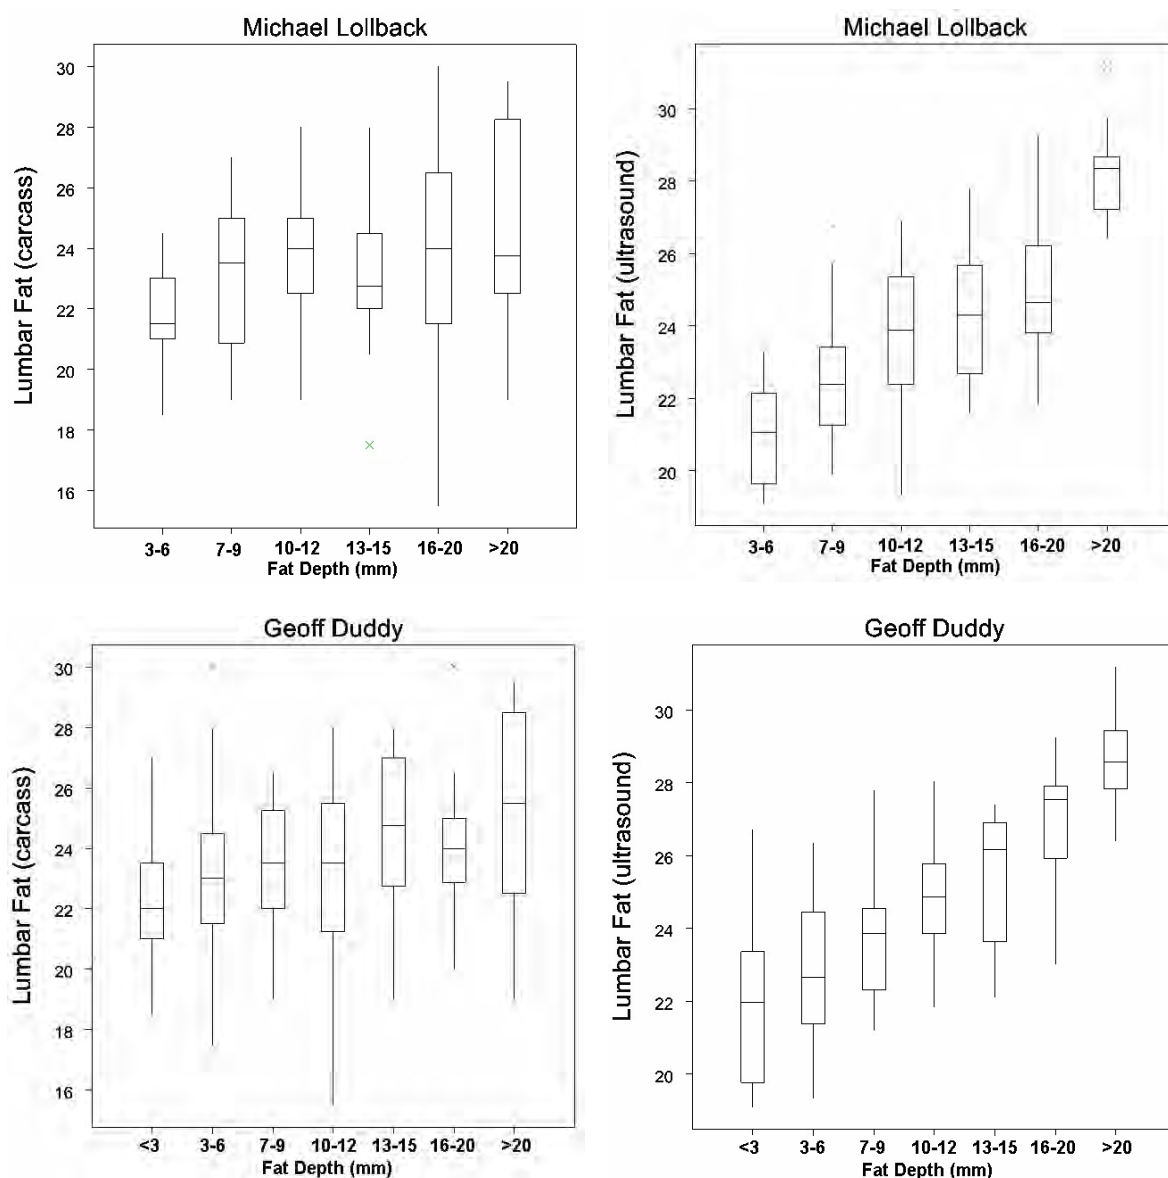 Michael Lollback
Lumbar Fat (carcass)
30
28
26
24
22
20
18
16
3-6 7-9 10-12 13-15 16-20 >20
Fat Depth (mm)
Michael Lollback
Lumbar Fat (ultrasound)
30
28
26
24
22
20
3-6 7-9 10-12 13-15 16-20 >20
Fat Depth (mm)
Geoff Duddy
Lumbar Fat (carcass)
30
28
26
24
22
20
18
16
<3 3-6 7-9 10-12 13-15 16-20 >20
Fat Depth (mm)
Geoff Duddy
Lumbar Fat (ultrasound)
30
28
26
24
22
20
<3 3-6 7-9 10-12 13-15 16-20 >20
Fat Depth (mm)